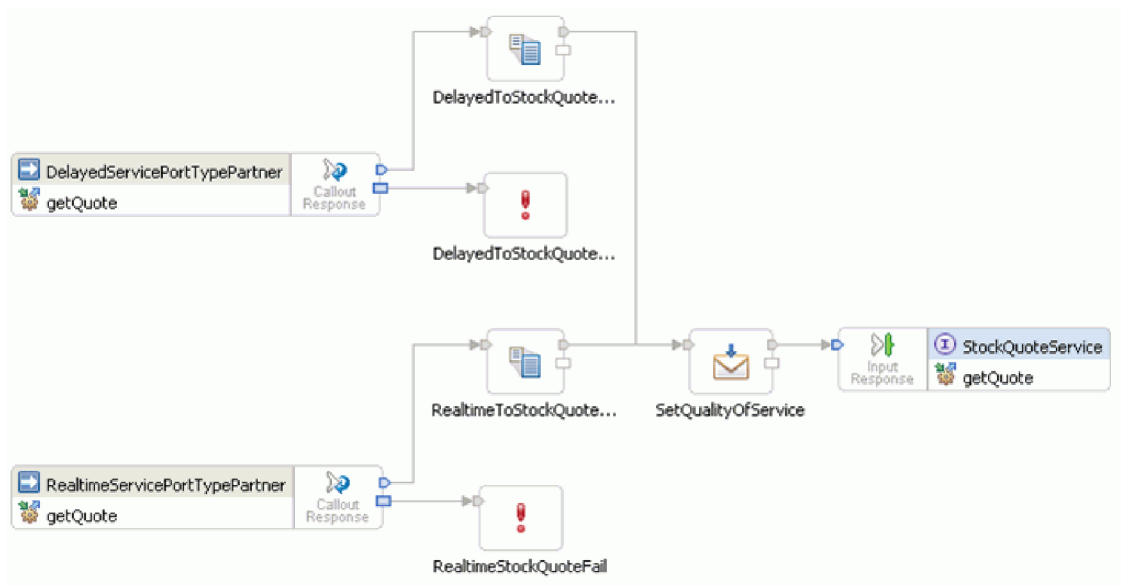 DelayedToStockQuote...
DelayedServicePortTypePartner
getQuote
Callout
Response
DelayedToStockQuote...
RealtimeToStockQuote...
SetQualityOfService
Input
Response
StockQuoteService
getQuote
RealtimeServicePortTypePartner
getQuote
Callout
Response
RealtimeStockQuoteFail